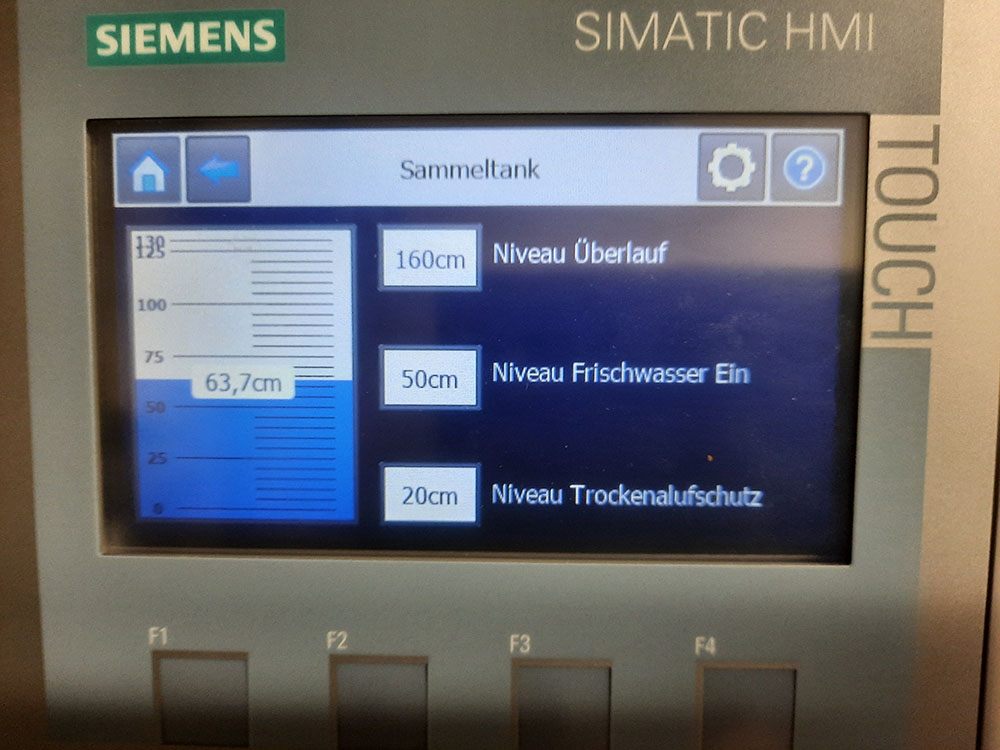 SIEMENS
SIMATIC HMI
TOUCH
Sammeltank
?
130
125
100
75
63,7cm
50
25
0
160cm Niveau Überlauf
50cm Niveau Frischwasser Ein
20cm Niveau Trockenalufschutz
F1 F2 F3 F4